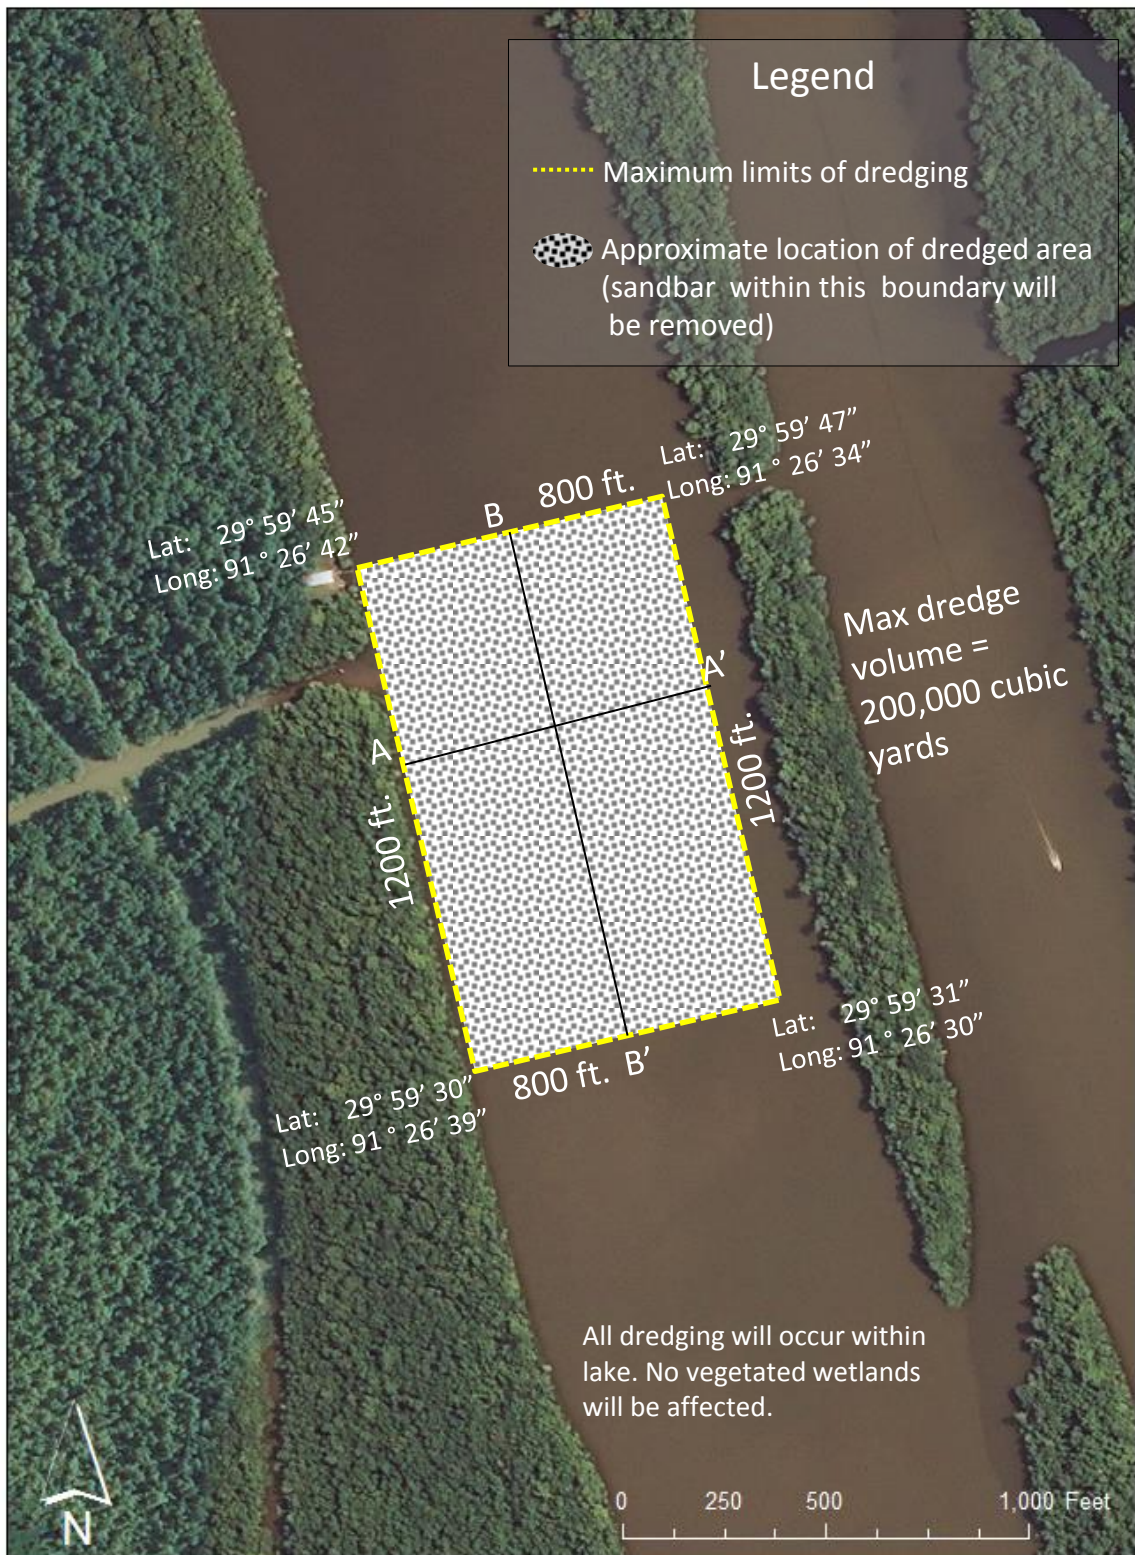 Legend
Maximum limits of dredging
Approximate location of dredged area
(sandbar within this boundary will
be removed)
Lat: 29° 59’ 47”
Long: 91 ° 26’ 34”
800 ft.
B
Lat: 29° 59’ 45”
Long: 91 ° 26’ 42”
Max dredge
volume =
200,000 cubic
yards
A’
A
1200 ft.
1200 ft.
Lat: 29° 59’ 31”
Long: 91 ° 26’ 30”
800 ft.
B’
Lat: 29° 59’ 30”
Long: 91 ° 26’ 39”
All dredging will occur within
lake. No vegetated wetlands
will be affected.
N
0 250 500 1,000 Feet